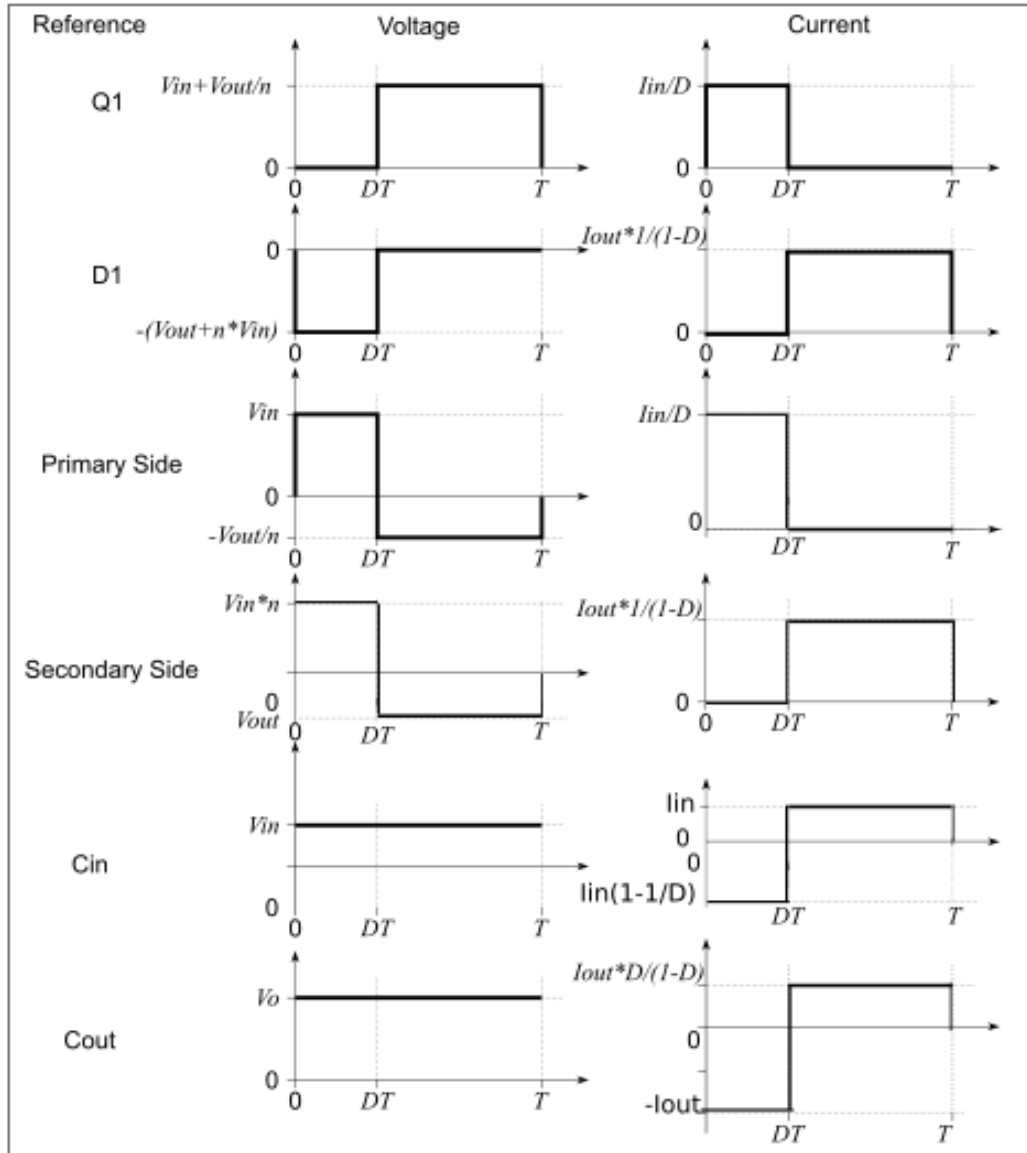 Reference Voltage Current
Q1
Vin+Vout/n
0
0 DT T
Iin/D
0
0 DT T
D1
0
-(Vout+n*Vin)
0 DT T
Iout*1/(1-D)
0
0 DT T
Primary Side
Vin
0
-Vout/n
0 DT T
Iin/D
0
DT T
Secondary Side
Vin*n
0
Vout
0 DT T
Iout*1/(1-D)
0
0 DT T
Cin
Vin
0
0 DT T
Iin
0
0
Iin(1-1/D)
DT T
Cout
Vo
0
0 DT T
Iout*D/(1-D)
0
-Iout
DT T